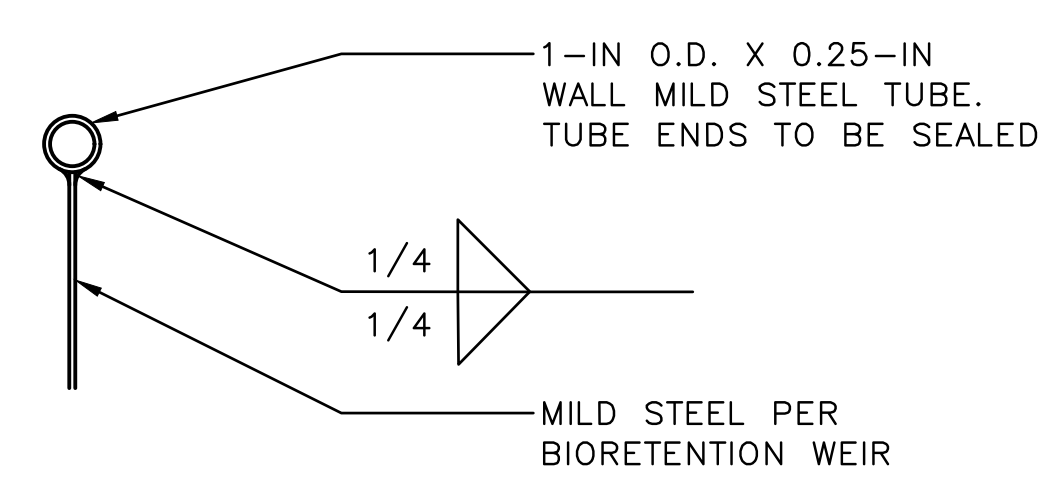 1-IN O.D. X 0.25-IN
WALL MILD STEEL TUBE.
TUBE ENDS TO BE SEALED
1/4
1/4
MILD STEEL PER
BIORETENTION WEIR